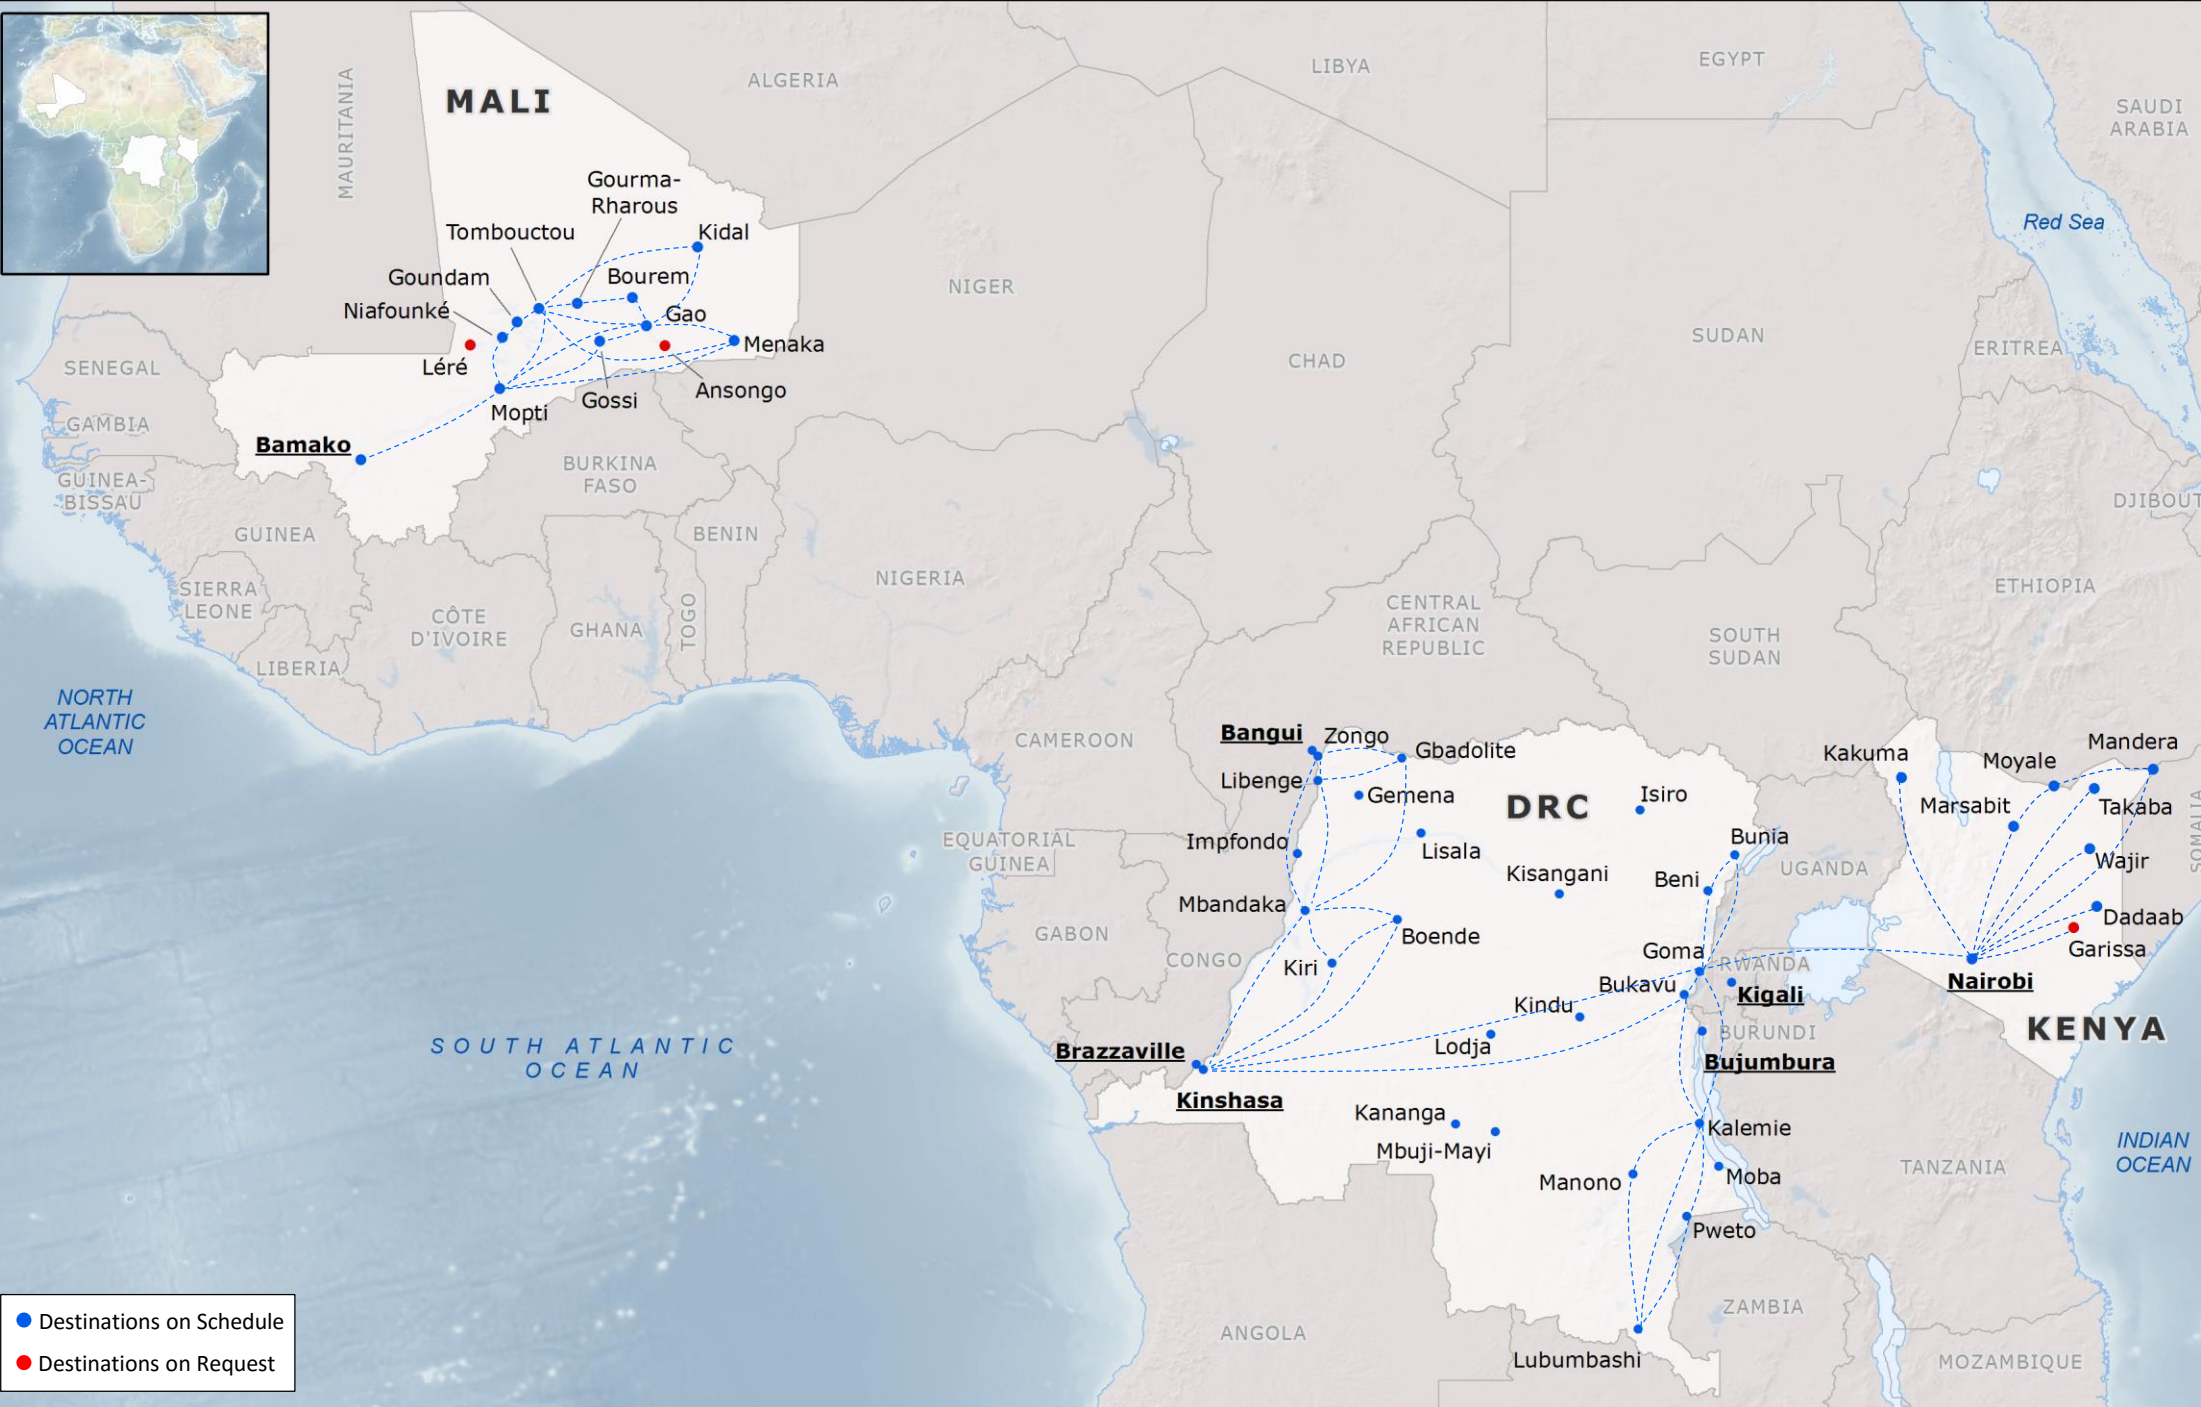 MALI
ALGERIA
LIBYA
EGYPT
SAUDI
ARABIA
MAURITANIA
Gourma-
Rharous
Tombouctou
Kidal
Goundam
Bourem
Niafounké
Gao
Menaka
Léré
Ansongo
Gossi
Mopti
Bamako
Red Sea
NIGER
CHAD
SUDAN
ERITREA
SENEGAL
GAMBIA
GUINEA-
BISSAU
GUINEA
SIERRA
LEONE
LIBERIA
CÔTE
D'IVOIRE
BURKINA
FASO
GHANA
TOGO
BENIN
NIGERIA
CENTRAL
AFRICAN
REPUBLIC
SOUTH
SUDAN
ETHIOPIA
DJIBOUT
NORTH
ATLANTIC
OCEAN
CAMEROON
EQUATORIAL
GUINEA
GABON
CONGO
Bangui
Zongo
Gbadolite
Libenge
Gemena
DRC
Isiro
Impfondo
Lisala
Bunia
Kisangani
Beni
UGANDA
Mbandaka
Boende
Kiri
Goma
RWANDA
Bukavu
Kigali
Kindu
Lodja
BURUNDI
Bujumbura
Brazzaville
Kinshasa
Kananga
Mbuji-Mayi
Kalemie
Manono
Moba
Pweto
Lubumbashi
Kakuma
Moyale
Mandera
Marsabit
Takaba
Wajir
SOMALIA
Dadaab
Garissa
Nairobi
KENYA
SOUTH ATLANTIC
OCEAN
INDIAN
OCEAN
TANZANIA
ZAMBIA
ANGOLA
MOZAMBIQUE
Destinations on Schedule
Destinations on Request